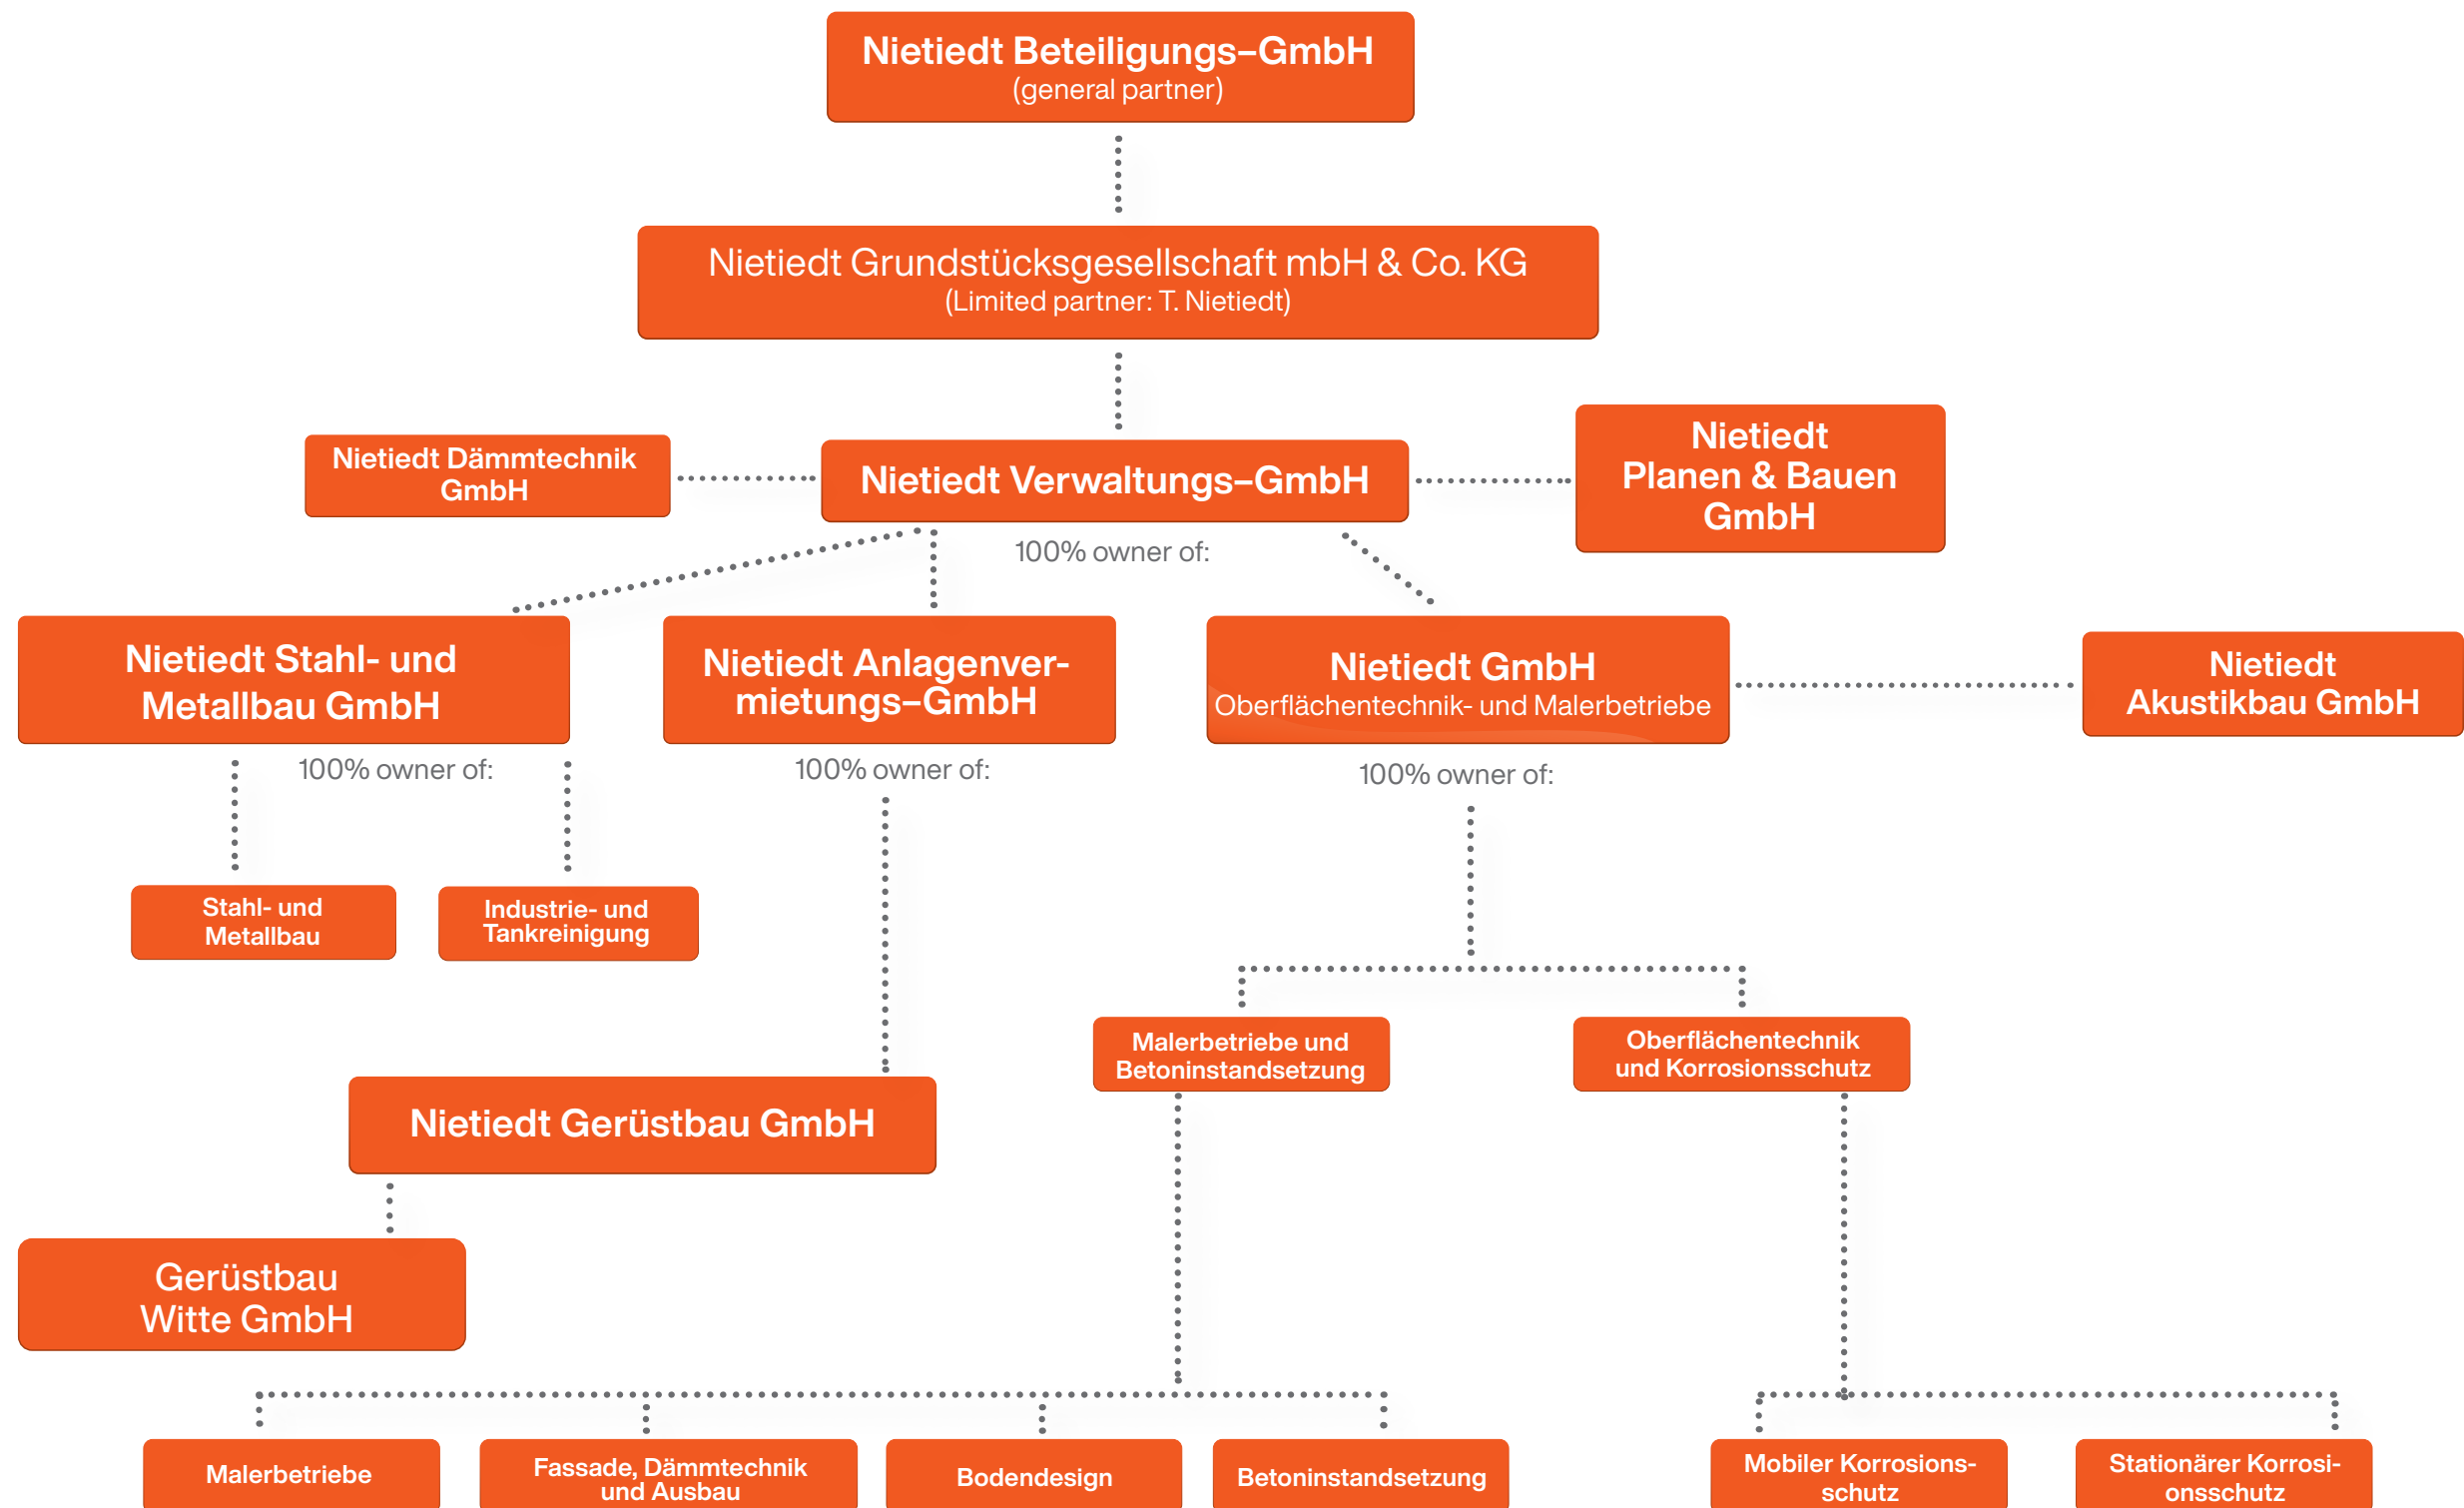 Nietiedt Beteiligungs–GmbH
(general partner)
Nietiedt Grundstücksgesellschaft mbH & Co. KG
(Limited partner: T. Nietiedt)
Nietiedt Dämmtechnik
GmbH
Nietiedt Verwaltungs–GmbH
Nietiedt
Planen & Bauen
GmbH
100% owner of:
Nietiedt Stahl- und
Metallbau GmbH
Nietiedt Anlagenver-
mietungs–GmbH
Nietiedt GmbH
Oberflächentechnik- und Malerbetriebe
Nietiedt
Akustikbau GmbH
100% owner of:
100% owner of:
100% owner of:
Stahl- und
Metallbau
Industrie- und
Tankreinigung
Malerbetriebe und
Betoninstandsetzung
Oberflächentechnik
und Korrosionsschutz
Nietiedt Gerüstbau GmbH
Gerüstbau
Witte GmbH
Malerbetriebe
Fassade, Dämmtechnik
und Ausbau
Bodendesign
Betoninstandsetzung
Mobiler Korrosions-
schutz
Stationärer Korrosi-
onsschutz